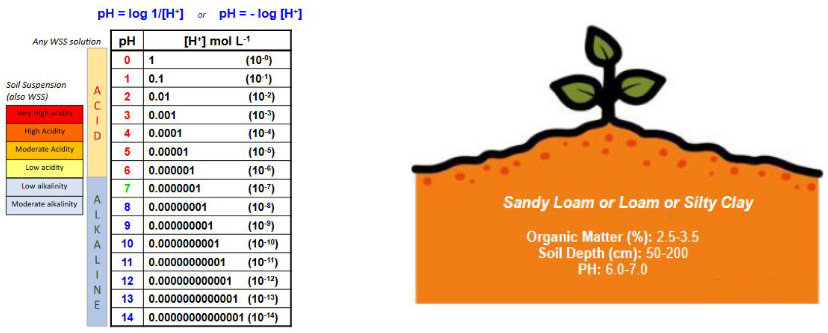 pH = log 1/[H⁺] or pH = - log [H⁺]
Any WSS solution
pH [H⁺] mol L⁻¹
0 1 (10⁻⁰)
1 0.1 (10⁻¹)
2 0.01 (10⁻²)
3 0.001 (10⁻³)
4 0.0001 (10⁻⁴)
5 0.00001 (10⁻⁵)
6 0.000001 (10⁻⁶)
7 0.0000001 (10⁻⁷)
8 0.00000001 (10⁻⁸)
9 0.000000001 (10⁻⁹)
10 0.0000000001 (10⁻¹⁰)
11 0.00000000001 (10⁻¹¹)
12 0.000000000001 (10⁻¹²)
13 0.0000000000001 (10⁻¹³)
14 0.00000000000001 (10⁻¹⁴)
ACID
ALKALINE
Soil Suspension
(also WSS)
Very High acidity
High Acidity
Moderate Acidity
Low acidity
Low alkalinity
Moderate alkalinity
Sandy Loam or Loam or Silty Clay
Organic Matter (%): 2.5-3.5
Soil Depth (cm): 50-200
PH: 6.0-7.0